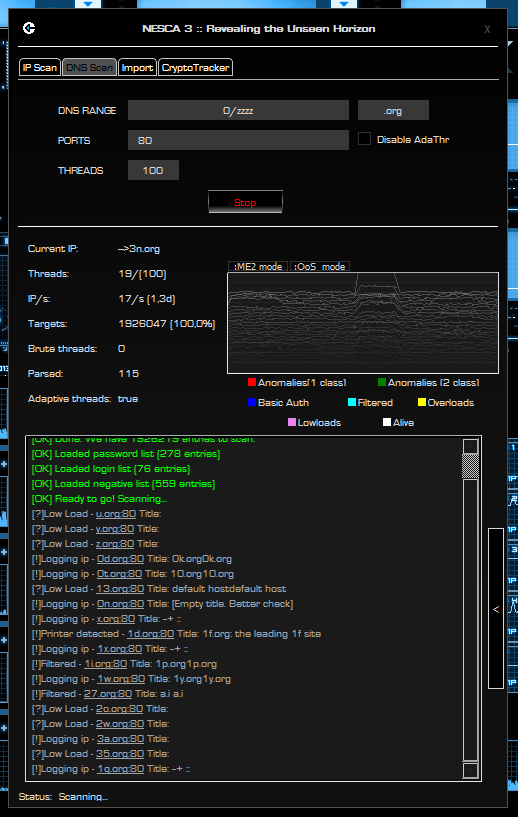 NESCA 3 :: Revealing the Unseen Horizon
X
IP Scan
DNS Scan
Import
CryptoTracker
DNS RANGE
0/zzzz
.org
PORTS
80
Disable AdaThr
THREADS
100
Stop
Current IP: -->3n.org
Threads: 19/(100)
IP/s: 17/s (1,3d)
Targets: 1926047 (100,0%)
Brute threads: 0
Parsed: 115
Adaptive threads: true
:ME2 mode
:QoS mode
Anomalies(1 class)
Anomalies (2 class)
Basic Auth
Filtered
Overloads
Lowloads
Alive
[OK] Done. We have 1926219 entries to scan.
[OK] Loaded password list (278 entries)
[OK] Loaded login list (76 entries)
[OK] Loaded negative list (559 entries)
[OK] Ready to go! Scanning...
[?]Low Load - u.org:80 Title:
[?]Low Load - y.org:80 Title:
[?]Low Load - z.org:80 Title:
[!]Logging ip - 0d.org:80 Title: 0k.org0k.org
[!]Logging ip - 0t.org:80 Title: 10.org10.org
[?]Low Load - 13.org:80 Title: default hostdefault host
[!]Logging ip - 0n.org:80 Title: [Empty title. Better check]
[!]Logging ip - x.org:80 Title: -+ ::
[!]Printer detected - 1d.org:80 Title: 1f.org: the leading 1f site
[!]Logging ip - 1x.org:80 Title: -+ ::
[!]Filtered - 1i.org:80 Title: 1p.org1p.org
[!]Logging ip - 1w.org:80 Title: 1y.org1y.org
[!]Filtered - 27.org:80 Title: a.i a.i
[?]Low Load - 2o.org:80 Title:
[?]Low Load - 2w.org:80 Title:
[!]Logging ip - 3a.org:80 Title:
[?]Low Load - 35.org:80 Title:
[!]Logging ip - 1q.org:80 Title: -+ ::
<
Status: Scanning...